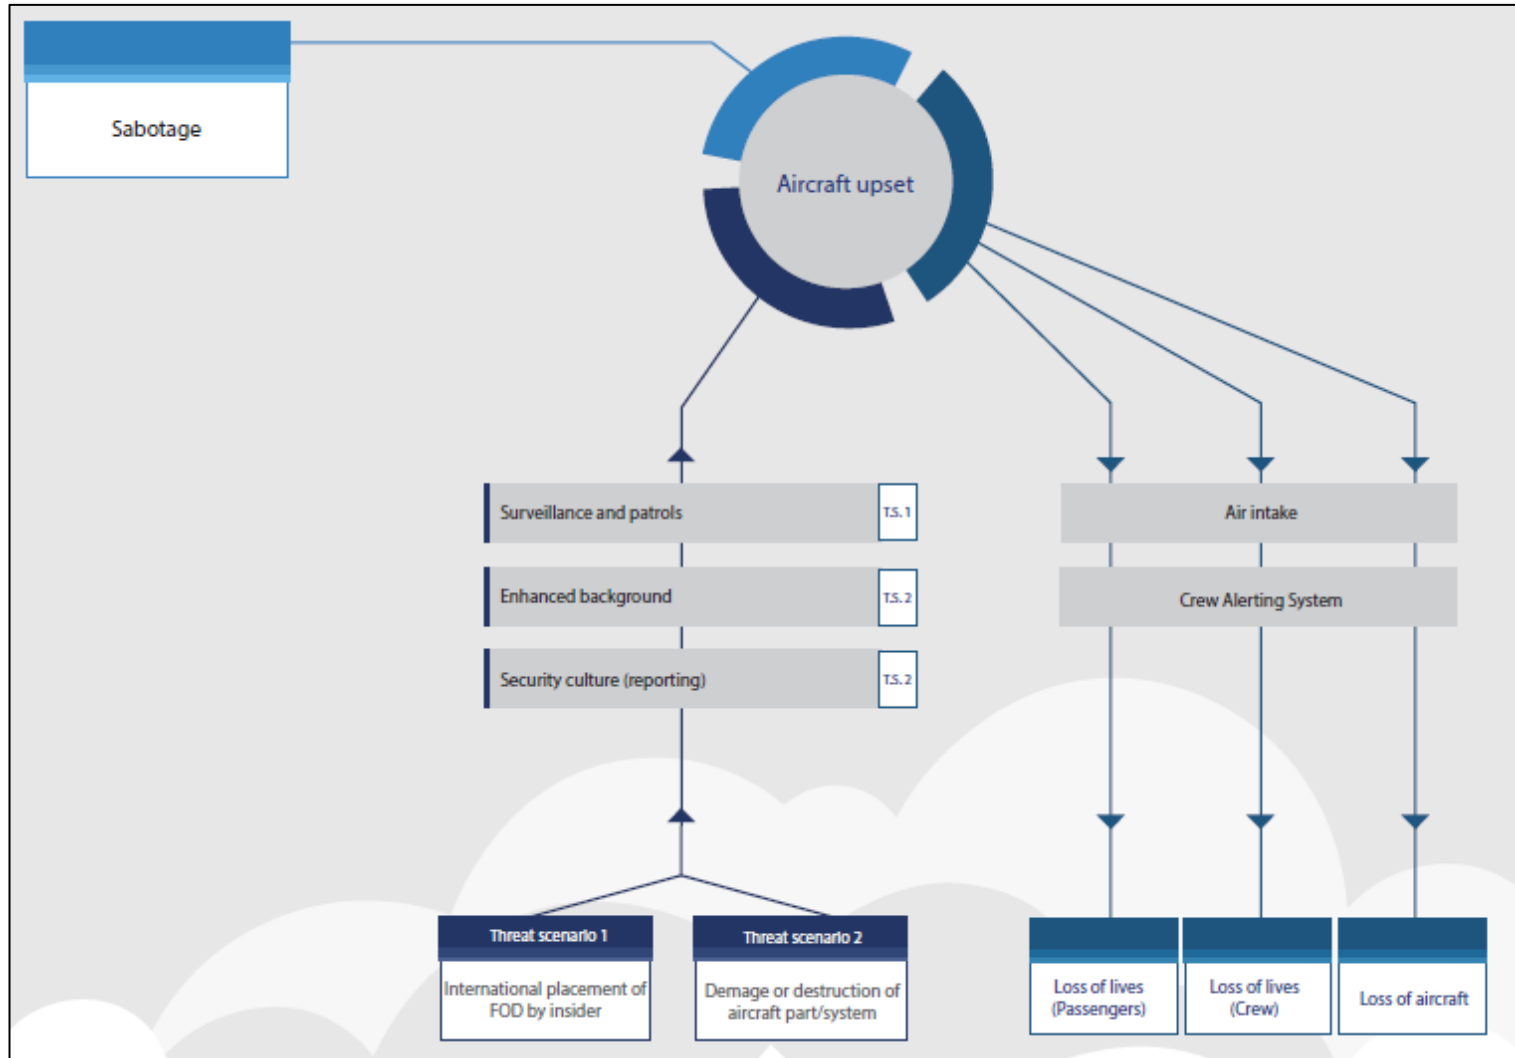 Sabotage
Aircraft upset
Surveillance and patrols
T.S. 1
Enhanced background
T.S. 2
Security culture (reporting)
T.S. 2
Air intake
Crew Alerting System
Threat scenario 1
International placement of
FOD by insider
Threat scenario 2
Demage or destruction of
aircraft part/system
Loss of lives
(Passengers)
Loss of lives
(Crew)
Loss of aircraft